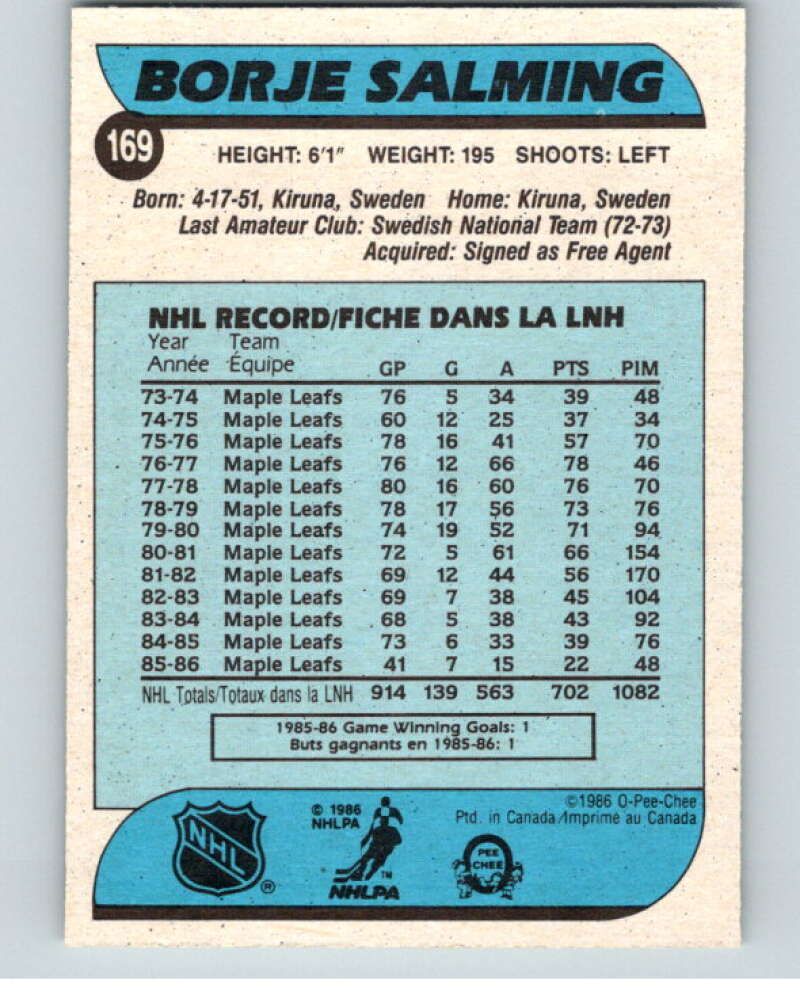 BORJE SALMING
169
HEIGHT: 6'1" WEIGHT: 195 SHOOTS: LEFT
Born: 4-17-51, Kiruna, Sweden Home: Kiruna, Sweden
Last Amateur Club: Swedish National Team (72-73)
Acquired: Signed as Free Agent
NHL RECORD/FICHE DANS LA LNH
Year Team
Année Équipe GP G A PTS PIM
73-74 Maple Leafs 76 5 34 39 48
74-75 Maple Leafs 60 12 25 37 34
75-76 Maple Leafs 78 16 41 57 70
76-77 Maple Leafs 76 12 66 78 46
77-78 Maple Leafs 80 16 60 76 70
78-79 Maple Leafs 78 17 56 73 76
79-80 Maple Leafs 74 19 52 71 94
80-81 Maple Leafs 72 5 61 66 154
81-82 Maple Leafs 69 12 44 56 170
82-83 Maple Leafs 69 7 38 45 104
83-84 Maple Leafs 68 5 38 43 92
84-85 Maple Leafs 73 6 33 39 76
85-86 Maple Leafs 41 7 15 22 48
NHL Totals/Totaux dans la LNH 914 139 563 702 1082
1985-86 Game Winning Goals: 1
Buts gagnants en 1985-86: 1
©1986 O-Pee-Chee
Ptd. in Canada/Imprimé au Canada
NHL ®
© 1986
NHLPA
TM
NHLPA
PEE
CHEE